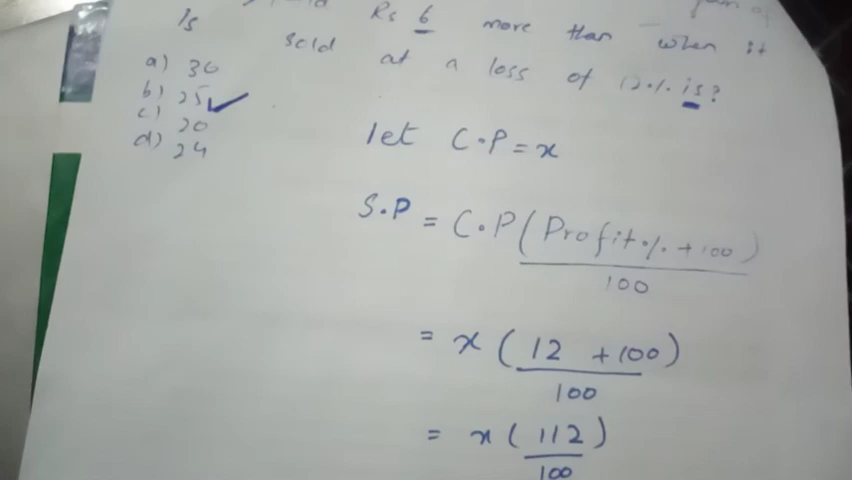 Rs 6 more than when it
is sold at a loss of 12% is?
a) 30
b) 25
c) 20
d) 24
let C.P = x
S.P = C.P (Profit% + 100)
100
= x (12 + 100)
100
= x (112)
100